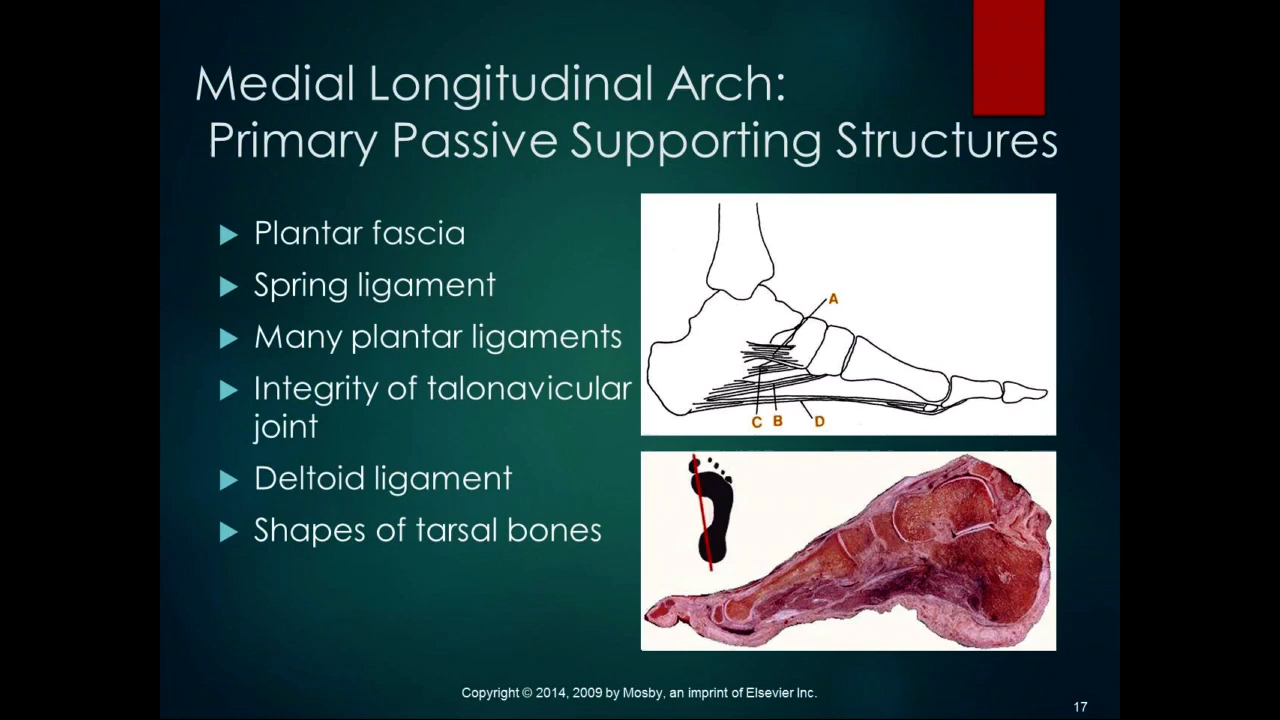 Medial Longitudinal Arch:
Primary Passive Supporting Structures
Plantar fascia
Spring ligament
Many plantar ligaments
Integrity of talonavicular
joint
Deltoid ligament
Shapes of tarsal bones
A
C B D
Copyright © 2014, 2009 by Mosby, an imprint of Elsevier Inc.
17